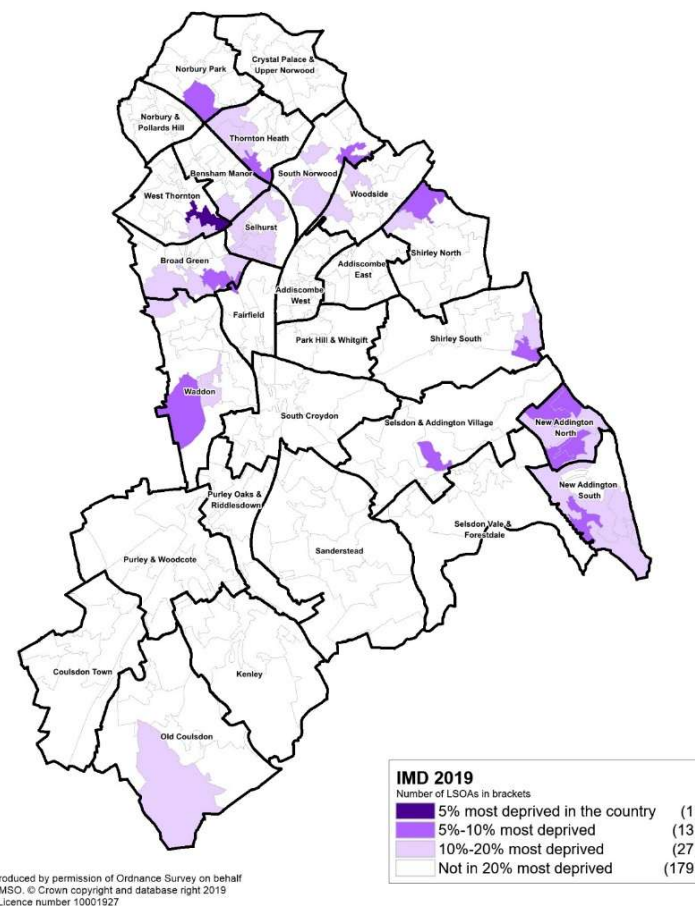 Norbury Park
Crystal Palace &
Upper Norwood
Norbury &
Pollards Hill
Thornton Heath
Bensham Manor
South Norwood
West Thornton
Woodside
Selhurst
Broad Green
Shirley North
Addiscombe
East
Addiscombe
West
Fairfield
Park Hill & Whitgift
Shirley South
Waddon
South Croydon
Selsdon & Addington Village
New Addington
North
New Addington
South
Purley Oaks &
Riddlesdown
Selsdon Vale &
Forestdale
Sanderstead
Purley & Woodcote
Coulsdon Town
Kenley
Old Coulsdon
IMD 2019
Number of LSOAs in brackets
5% most deprived in the country (1
5%-10% most deprived (13
10%-20% most deprived (27
Not in 20% most deprived (179
roduced by permission of Ordnance Survey on behalf
MSO. © Crown copyright and database right 2019
Licence number 10001927